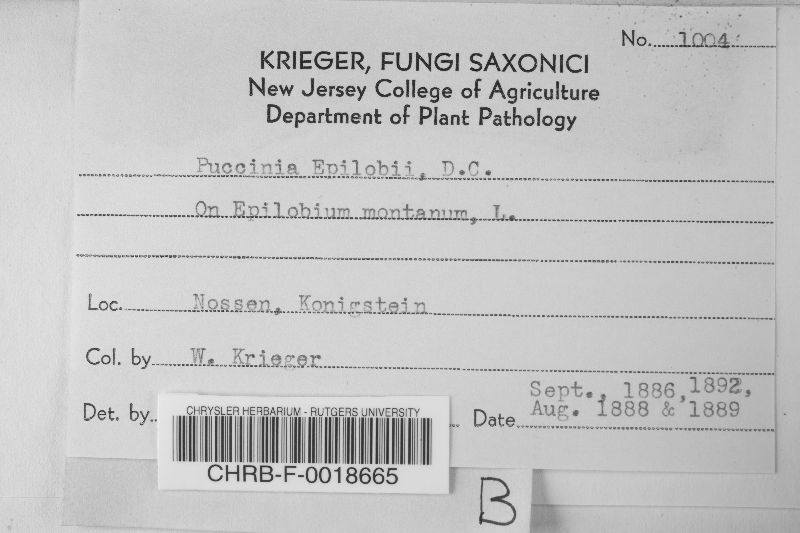 No. 1004
KRIEGER, FUNGI SAXONICI
New Jersey College of Agriculture
Department of Plant Pathology
Puccinia Epilobii, D.C.
On Epilobium montanum, L.
Loc. Nossen, Konigstein
Col. by W. Krieger
Det. by
Date Sept., 1886, 1892,
Aug. 1888 & 1889
CHRYSLER HERBARIUM - RUTGERS UNIVERSITY
CHRB-F-0018665
B